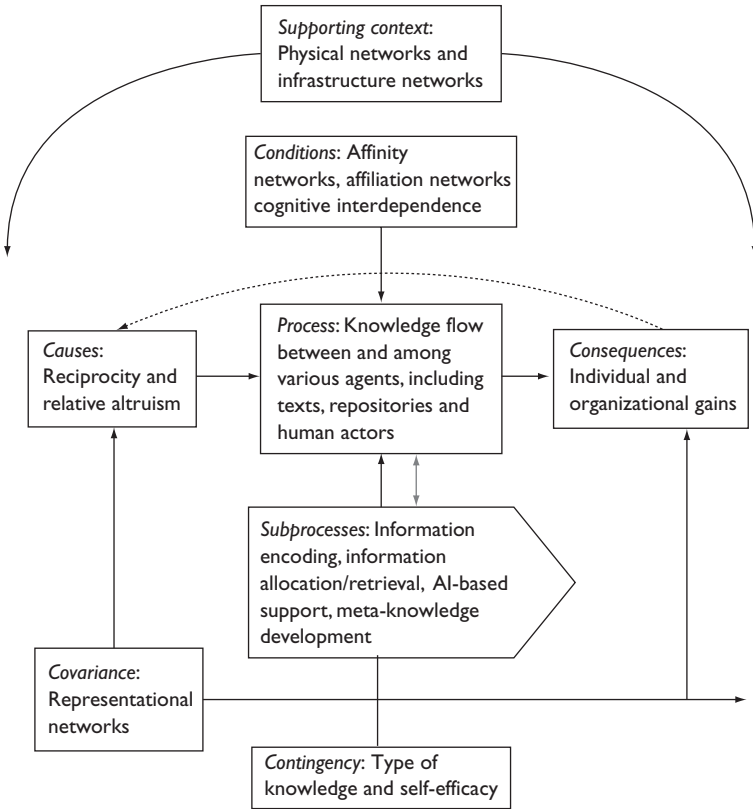 Supporting context:
Physical networks and
infrastructure networks
Conditions: Affinity
networks, affiliation networks
cognitive interdependence
Causes:
Reciprocity and
relative altruism
Process: Knowledge flow
between and among
various agents, including
texts, repositories and
human actors
Consequences:
Individual and
organizational gains
Subprocesses: Information
encoding, information
allocation/retrieval, AI-based
support, meta-knowledge
development
Covariance:
Representational
networks
Contingency: Type of
knowledge and self-efficacy